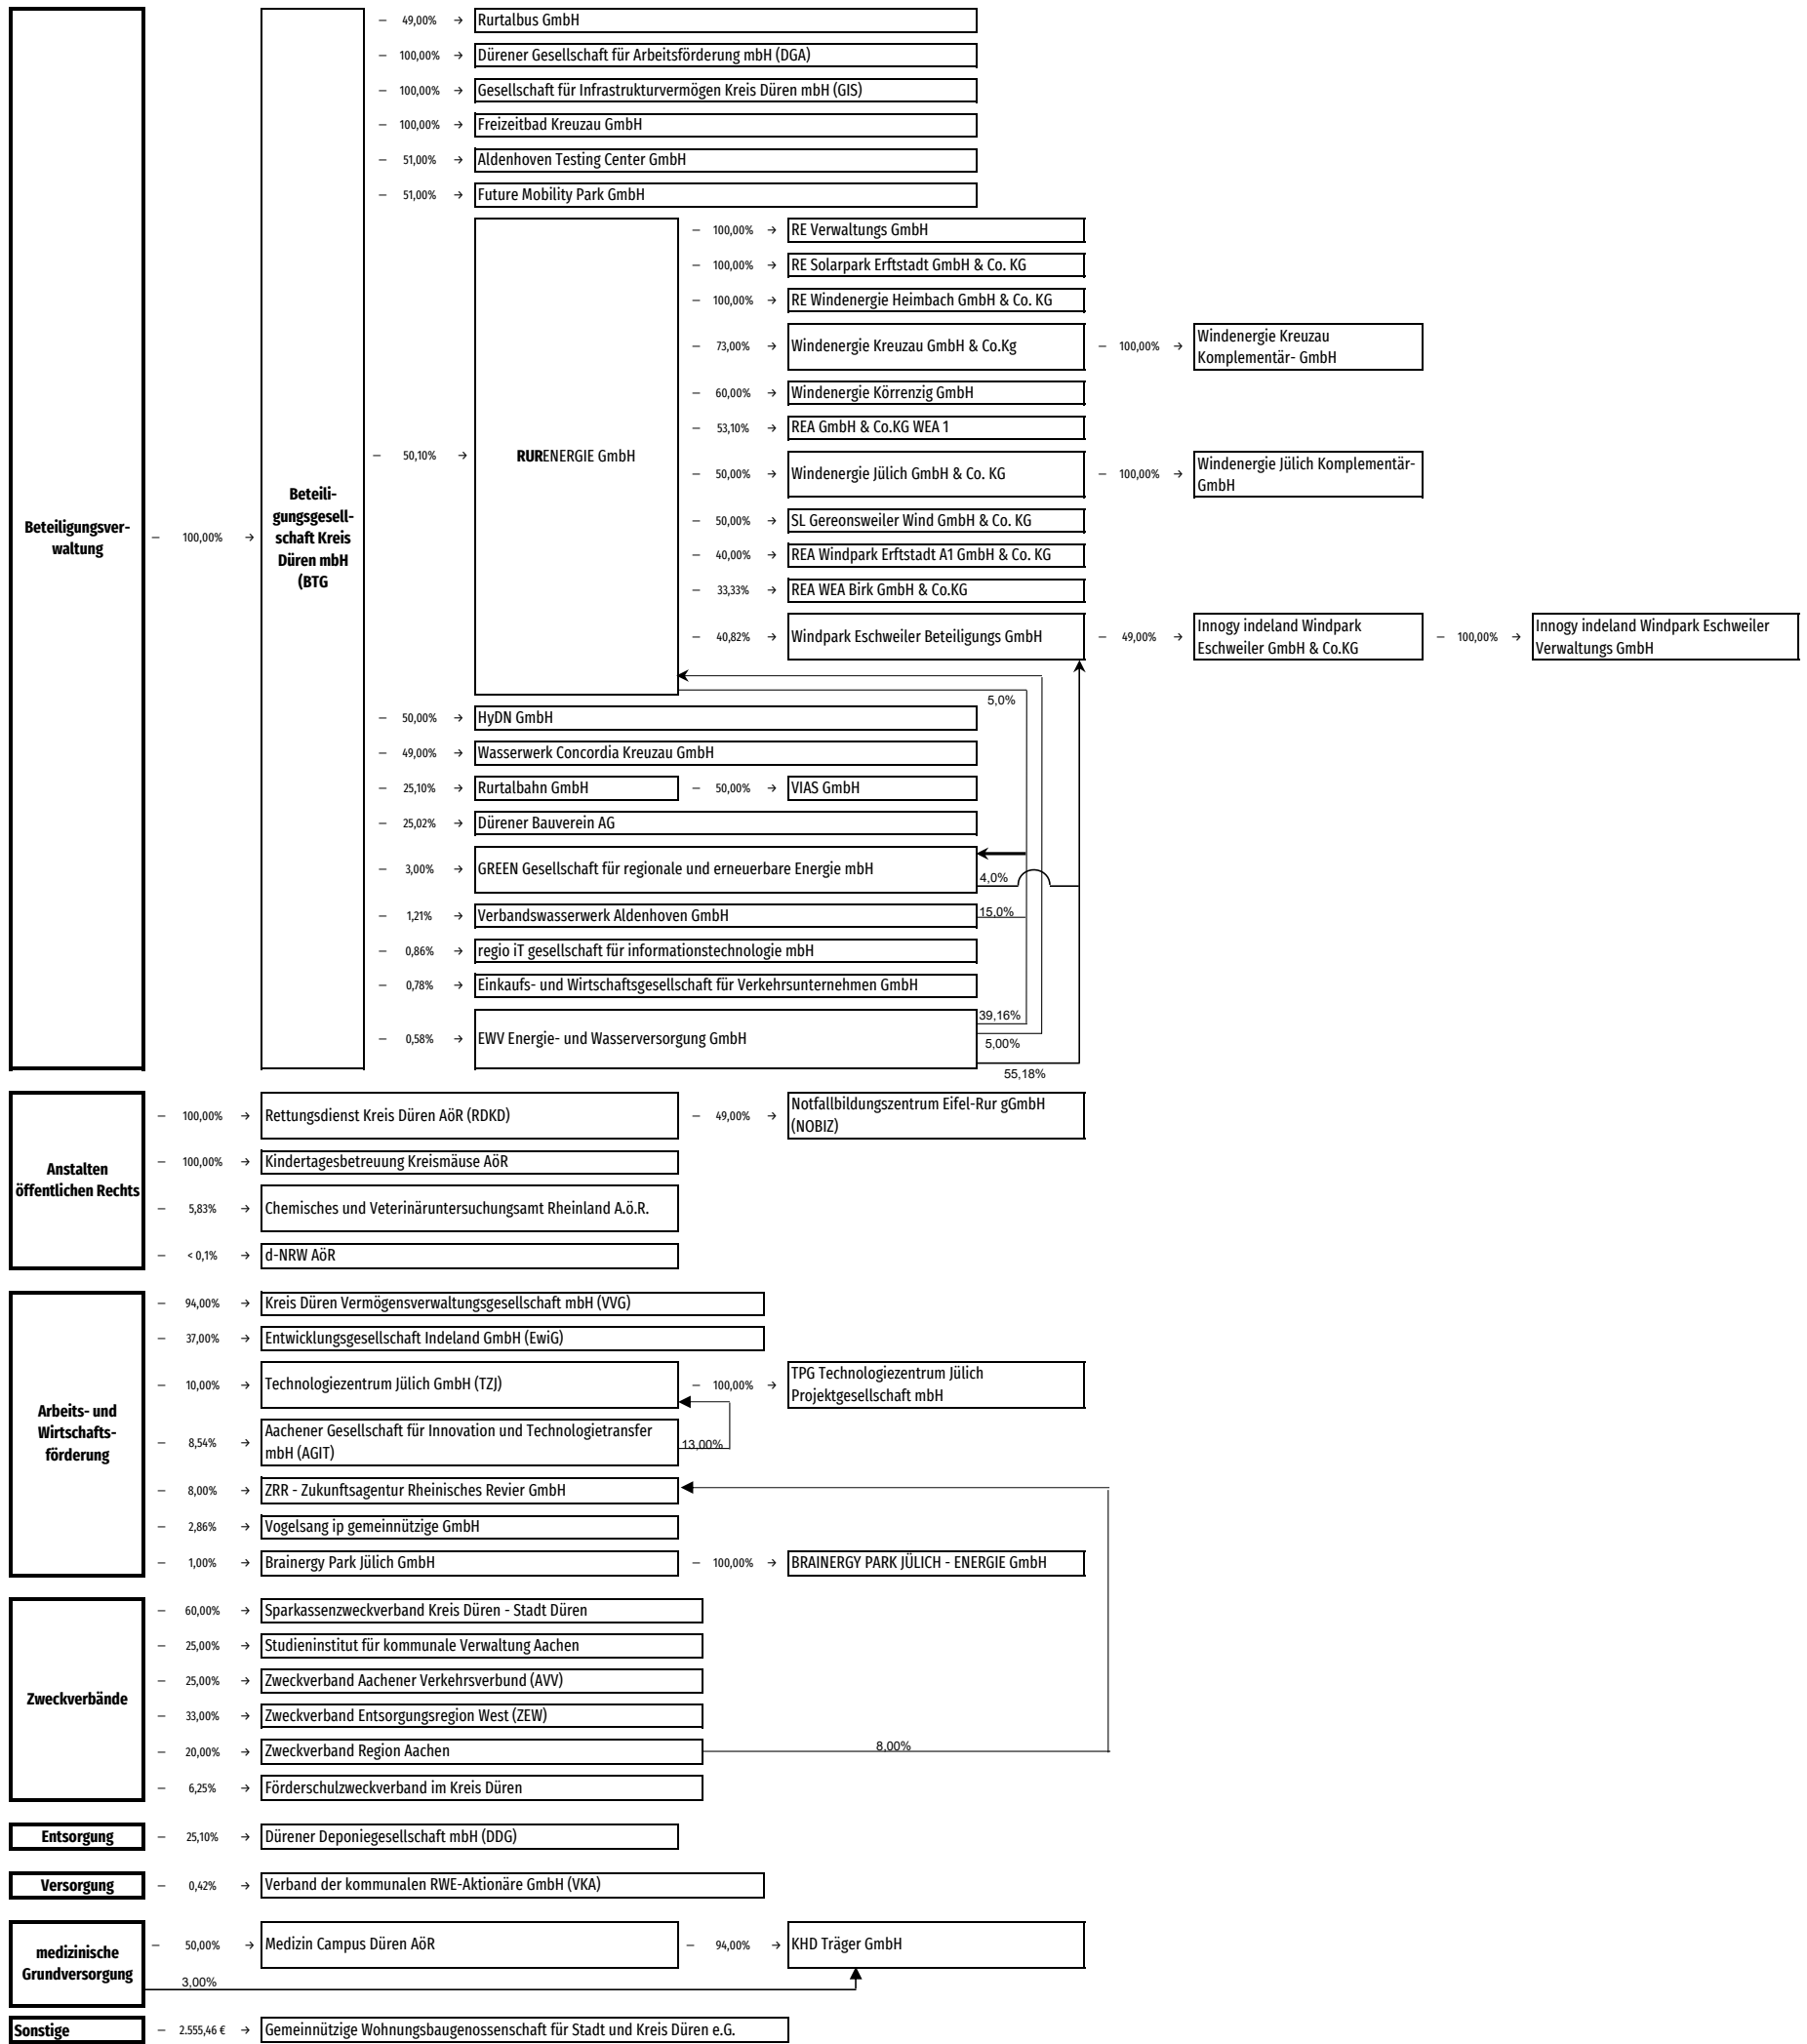 Beteiligungsver-
waltung
– 100,00% →
Beteili-
gungsgesell-
schaft Kreis
Düren mbH
(BTG
– 49,00% → Rurtalbus GmbH
– 100,00% → Dürener Gesellschaft für Arbeitsförderung mbH (DGA)
– 100,00% → Gesellschaft für Infrastrukturvermögen Kreis Düren mbH (GIS)
– 100,00% → Freizeitbad Kreuzau GmbH
– 51,00% → Aldenhoven Testing Center GmbH
– 51,00% → Future Mobility Park GmbH
– 50,10% → RURENERGIE GmbH
– 100,00% → RE Verwaltungs GmbH
– 100,00% → RE Solarpark Erftstadt GmbH & Co. KG
– 100,00% → RE Windenergie Heimbach GmbH & Co. KG
– 73,00% → Windenergie Kreuzau GmbH & Co.Kg
– 100,00% → Windenergie Kreuzau
Komplementär- GmbH
– 60,00% → Windenergie Körrenzig GmbH
– 53,10% → REA GmbH & Co.KG WEA 1
– 50,00% → Windenergie Jülich GmbH & Co. KG
– 100,00% → Windenergie Jülich Komplementär-
GmbH
– 50,00% → SL Gereonsweiler Wind GmbH & Co. KG
– 40,00% → REA Windpark Erftstadt A1 GmbH & Co. KG
– 33,33% → REA WEA Birk GmbH & Co.KG
– 40,82% → Windpark Eschweiler Beteiligungs GmbH
– 49,00% → Innogy indeland Windpark
Eschweiler GmbH & Co.KG
– 100,00% → Innogy indeland Windpark Eschweiler
Verwaltungs GmbH
5,0%
– 50,00% → HyDN GmbH
– 49,00% → Wasserwerk Concordia Kreuzau GmbH
– 25,10% → Rurtalbahn GmbH
– 50,00% → VIAS GmbH
– 25,02% → Dürener Bauverein AG
– 3,00% → GREEN Gesellschaft für regionale und erneuerbare Energie mbH
4,0%
– 1,21% → Verbandswasserwerk Aldenhoven GmbH
15,0%
– 0,86% → regio iT gesellschaft für informationstechnologie mbH
– 0,78% → Einkaufs- und Wirtschaftsgesellschaft für Verkehrsunternehmen GmbH
– 0,58% → EWV Energie- und Wasserversorgung GmbH
39,16%
5,00%
55,18%
Anstalten
öffentlichen Rechts
– 100,00% → Rettungsdienst Kreis Düren AöR (RDKD)
– 49,00% → Notfallbildungszentrum Eifel-Rur gGmbH
(NOBIZ)
– 100,00% → Kindertagesbetreuung Kreismäuse AöR
– 5,83% → Chemisches und Veterinäruntersuchungsamt Rheinland A.ö.R.
– < 0,1% → d-NRW AöR
Arbeits- und
Wirtschafts-
förderung
– 94,00% → Kreis Düren Vermögensverwaltungsgesellschaft mbH (VVG)
– 37,00% → Entwicklungsgesellschaft Indeland GmbH (EwiG)
– 10,00% → Technologiezentrum Jülich GmbH (TZJ)
– 100,00% → TPG Technologiezentrum Jülich
Projektgesellschaft mbH
– 8,54% → Aachener Gesellschaft für Innovation und Technologietransfer
mbH (AGIT)
13,00%
– 8,00% → ZRR - Zukunftsagentur Rheinisches Revier GmbH
– 2,86% → Vogelsang ip gemeinnützige GmbH
– 1,00% → Brainergy Park Jülich GmbH
– 100,00% → BRAINERGY PARK JÜLICH - ENERGIE GmbH
Zweckverbände
– 60,00% → Sparkassenzweckverband Kreis Düren - Stadt Düren
– 25,00% → Studieninstitut für kommunale Verwaltung Aachen
– 25,00% → Zweckverband Aachener Verkehrsverbund (AVV)
– 33,00% → Zweckverband Entsorgungsregion West (ZEW)
– 20,00% → Zweckverband Region Aachen
8,00%
– 6,25% → Förderschulzweckverband im Kreis Düren
Entsorgung
– 25,10% → Dürener Deponiegesellschaft mbH (DDG)
Versorgung
– 0,42% → Verband der kommunalen RWE-Aktionäre GmbH (VKA)
medizinische
Grundversorgung
– 50,00% → Medizin Campus Düren AöR
– 94,00% → KHD Träger GmbH
3,00%
Sonstige
– 2.555,46 € → Gemeinnützige Wohnungsbaugenossenschaft für Stadt und Kreis Düren e.G.